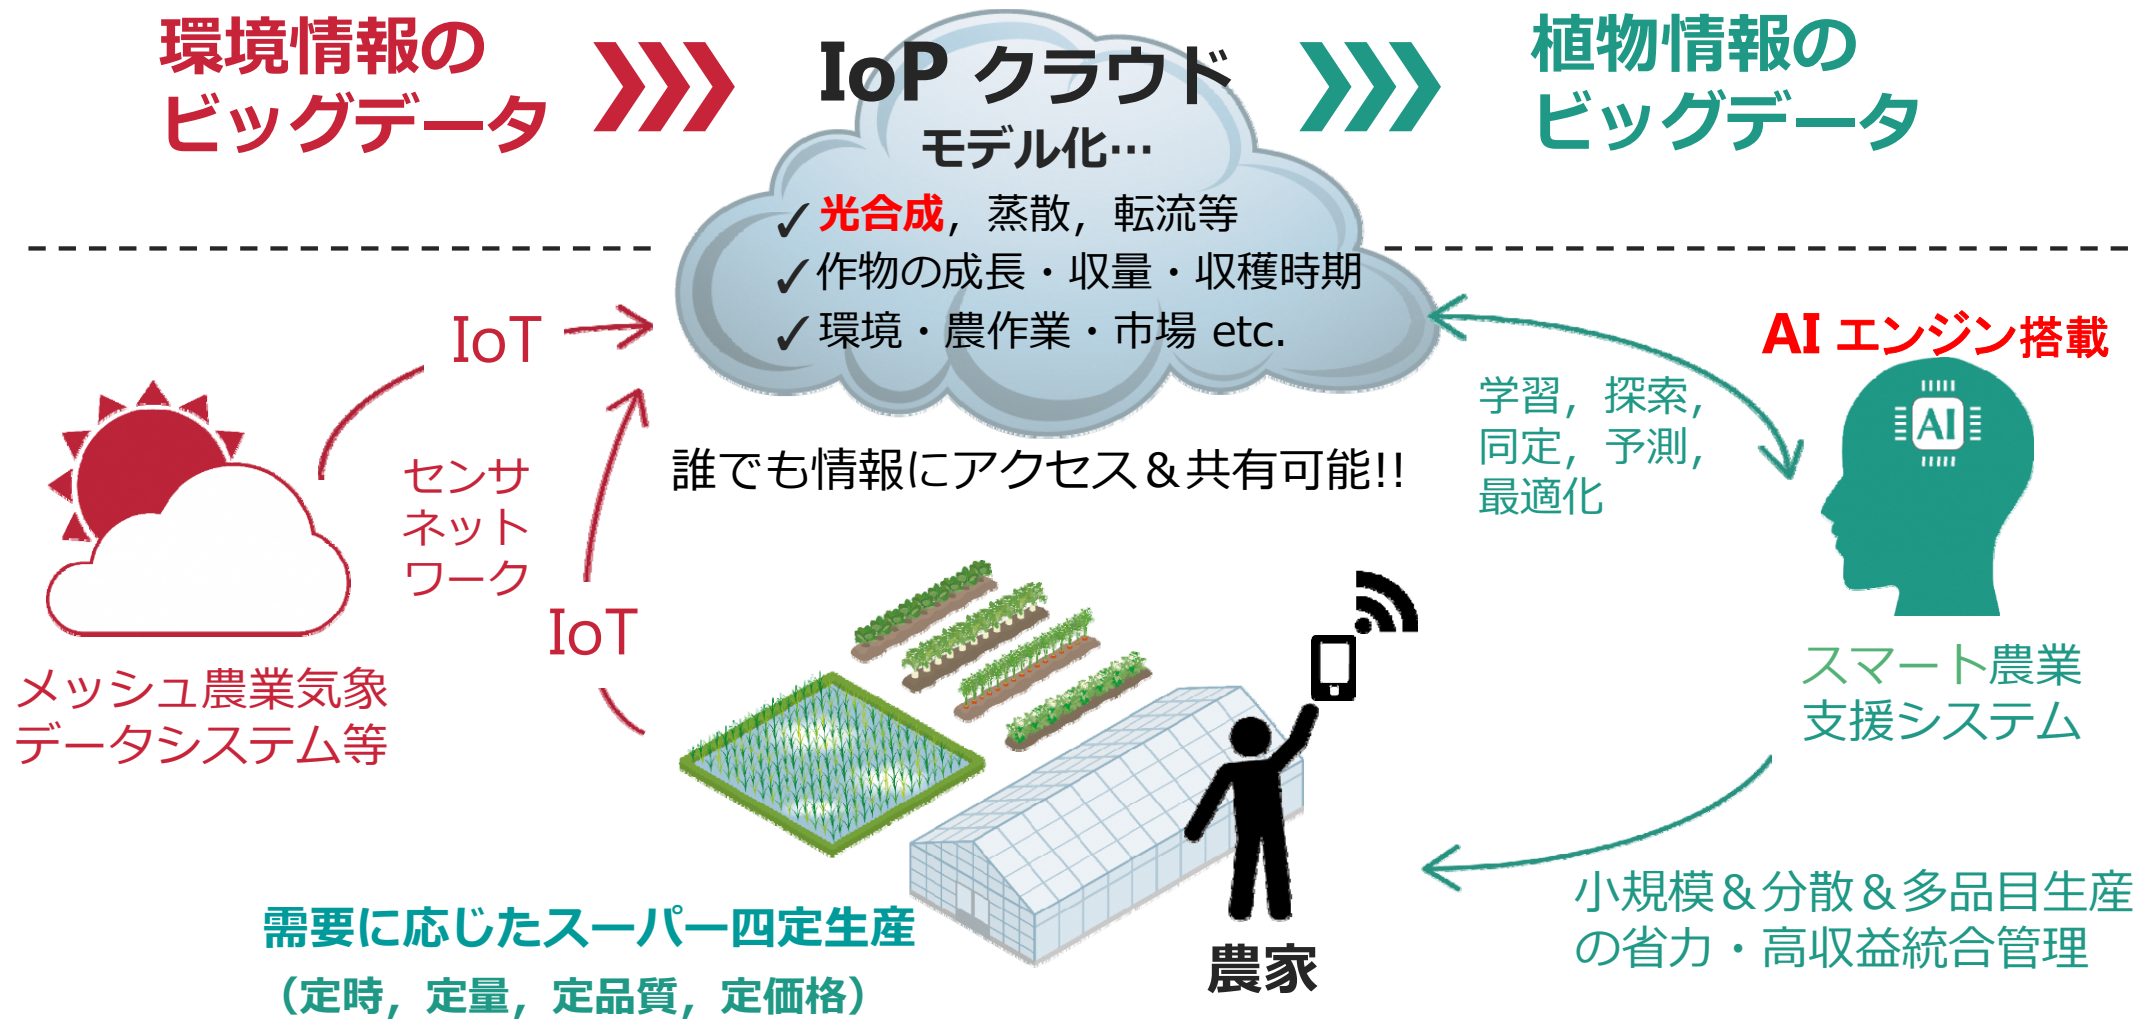 環境情報の
ビッグデータ
IoP クラウド
モデル化…
✓光合成，蒸散，転流等
✓作物の成長・収量・収穫時期
✓環境・農作業・市場 etc.
植物情報の
ビッグデータ
誰でも情報にアクセス＆共有可能!!
IoT
センサ
ネット
ワーク
IoT
メッシュ農業気象
データシステム等
AI エンジン搭載
AI
学習，探索，
同定，予測，
最適化
スマート農業
支援システム
小規模＆分散＆多品目生産
の省力・高収益統合管理
農家
需要に応じたスーパー四定生産
（定時，定量，定品質，定価格）